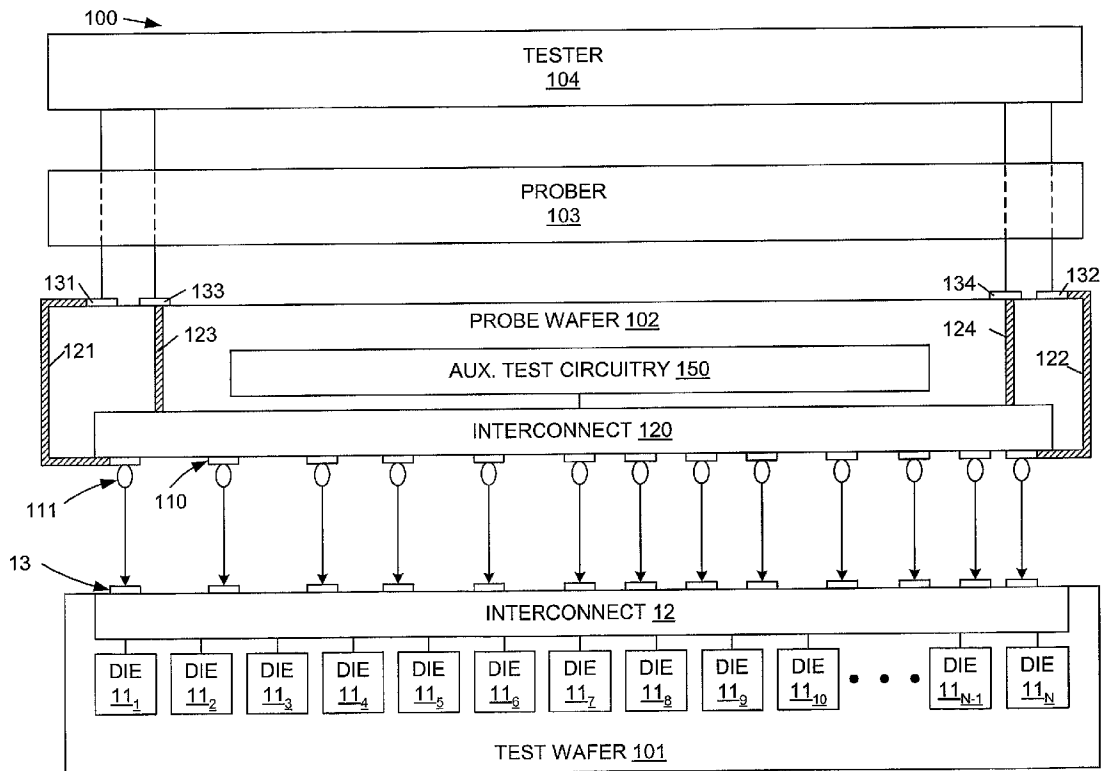 100
TESTER
104
PROBER
103
131
133
134
132
PROBE WAFER 102
121
123
124
122
AUX. TEST CIRCUITRY 150
INTERCONNECT 120
111
110
13
INTERCONNECT 12
DIE DIE DIE DIE DIE DIE DIE DIE DIE DIE DIE DIE
11₁ 11₂ 11₃ 11₄ 11₅ 11₆ 11₇ 11₈ 11₉ 11₁₀ • • • 11N-1 11N
TEST WAFER 101